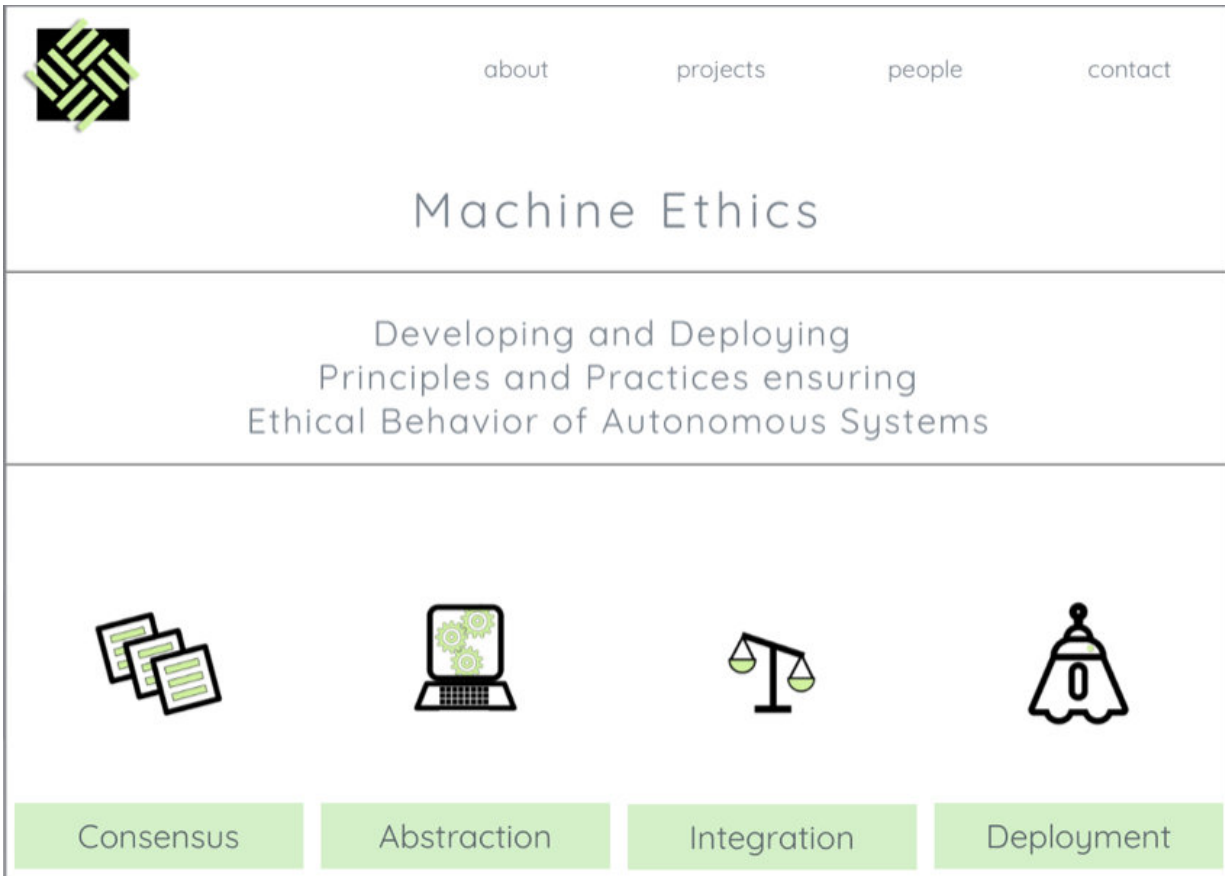 about projects people contact
Machine Ethics
Developing and Deploying
Principles and Practices ensuring
Ethical Behavior of Autonomous Systems
Consensus Abstraction Integration Deployment